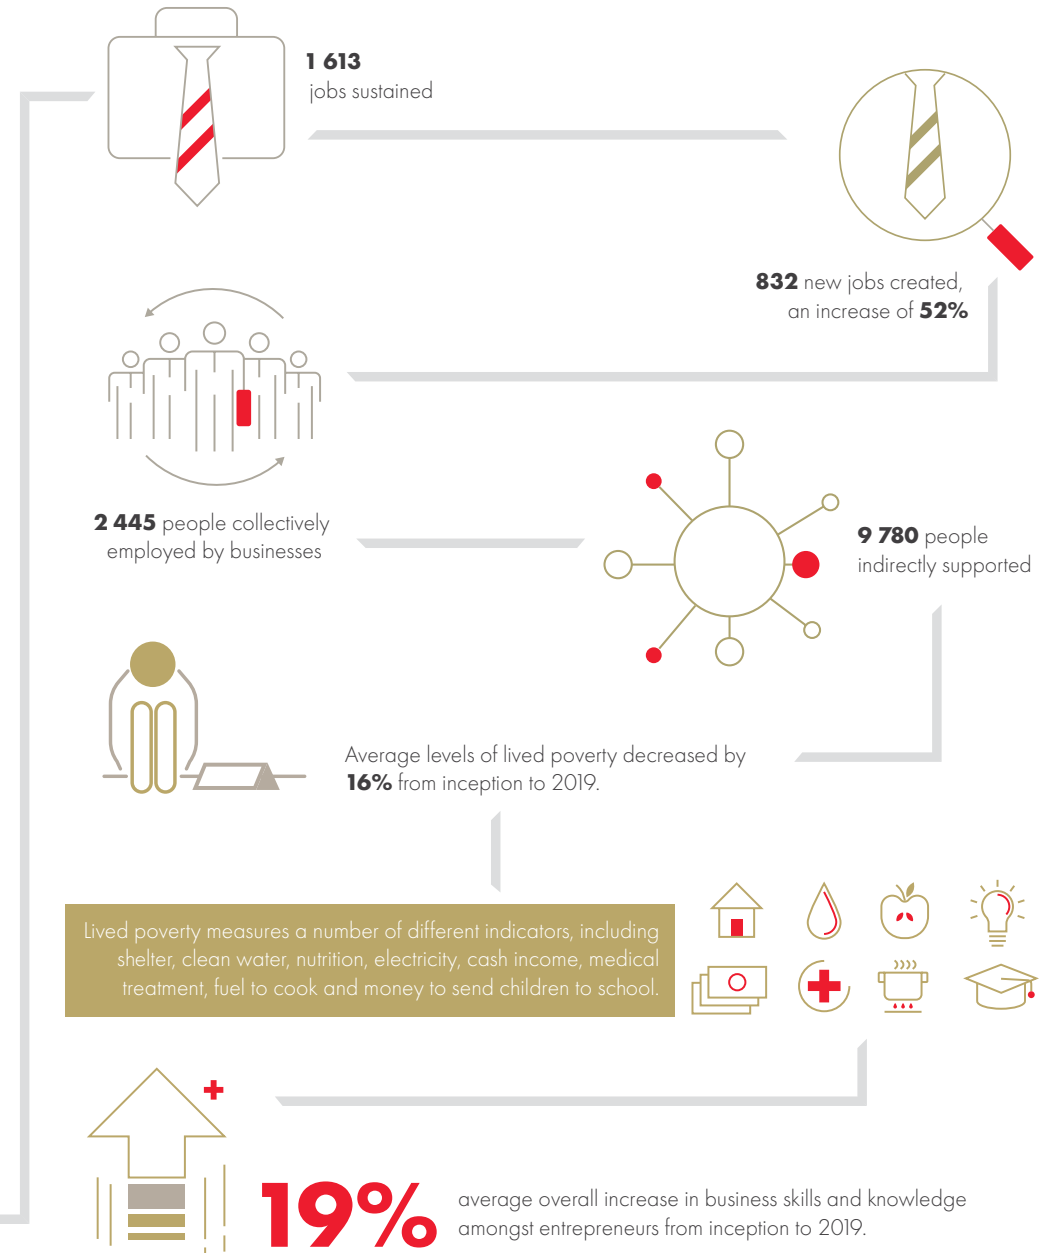 1 613
jobs sustained
832 new jobs created,
an increase of 52%
2 445 people collectively
employed by businesses
9 780 people
indirectly supported
Average levels of lived poverty decreased by
16% from inception to 2019.
Lived poverty measures a number of different indicators, including
shelter, clean water, nutrition, electricity, cash income, medical
treatment, fuel to cook and money to send children to school.
19%
average overall increase in business skills and knowledge
amongst entrepreneurs from inception to 2019.